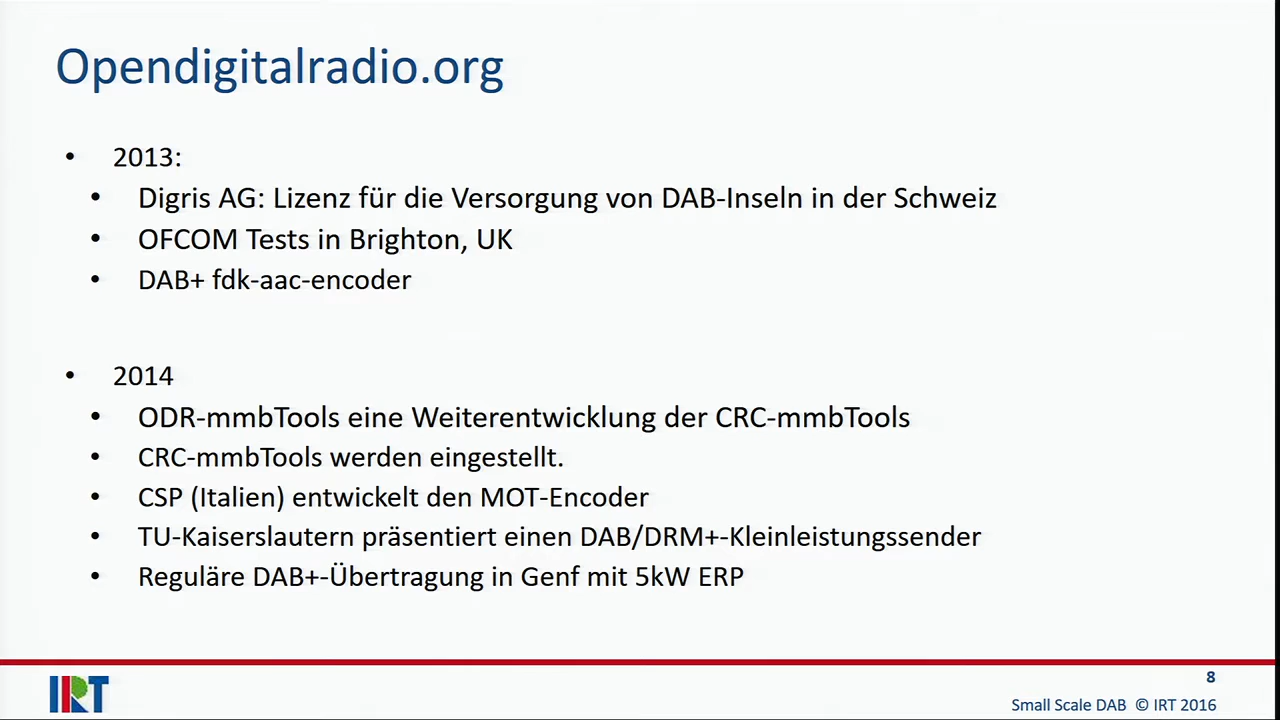 Opendigitalradio.org
• 2013:
• Digris AG: Lizenz für die Versorgung von DAB-Inseln in der Schweiz
• OFCOM Tests in Brighton, UK
• DAB+ fdk-aac-encoder
• 2014
• ODR-mmbTools eine Weiterentwicklung der CRC-mmbTools
• CRC-mmbTools werden eingestellt.
• CSP (Italien) entwickelt den MOT-Encoder
• TU-Kaiserslautern präsentiert einen DAB/DRM+-Kleinleistungssender
• Reguläre DAB+-Übertragung in Genf mit 5kW ERP
IRT
8
Small Scale DAB © IRT 2016